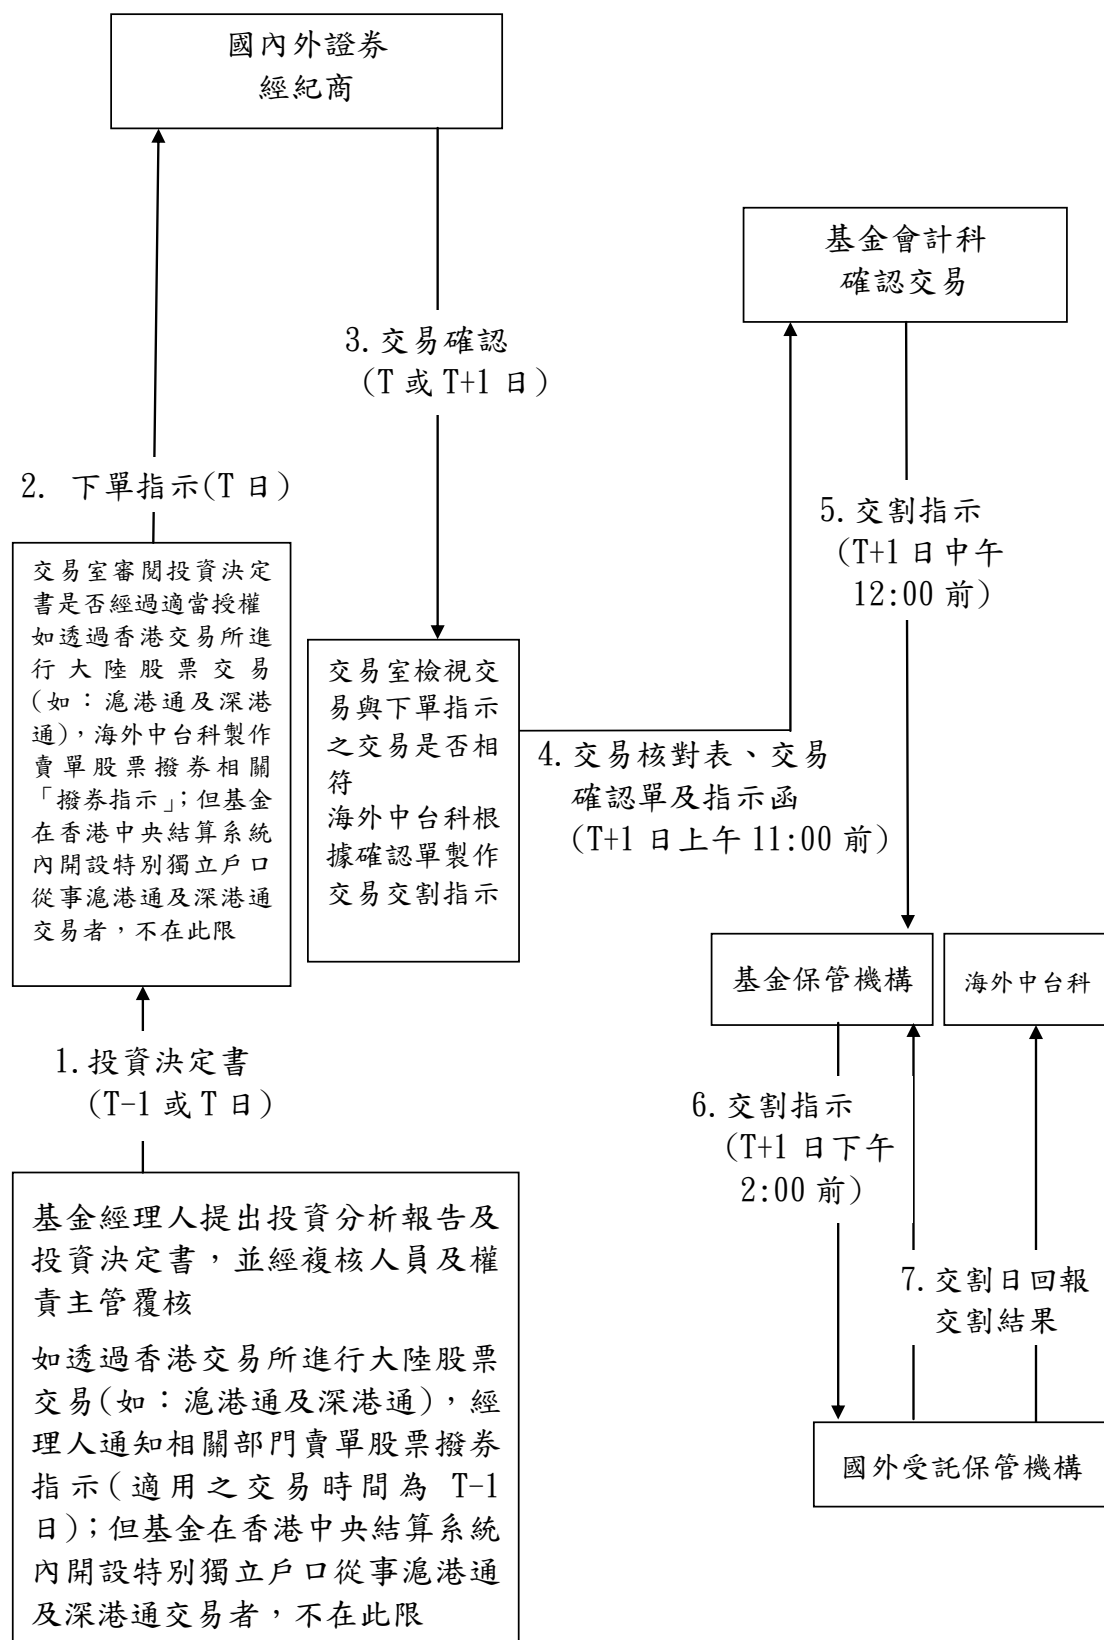 國內外證券
經紀商
基金會計科
確認交易
3.交易確認
(T 或 T+1 日)
2. 下單指示(T 日)
5.交割指示
(T+1 日中午
12:00 前)
交易室審閱投資決定
書是否經過適當授權
如透過香港交易所進
行大陸股票交易
(如：滬港通及深港
通)，海外中台科製作
賣單股票撥券相關
「撥券指示」；但基金
在香港中央結算系統
內開設特別獨立戶口
從事滬港通及深港通
交易者，不在此限
交易室檢視交
易與下單指示
之交易是否相
符
海外中台科根
據確認單製作
交易交割指示
4.交易核對表、交易
確認單及指示函
(T+1 日上午 11:00 前)
基金保管機構
海外中台科
1.投資決定書
(T-1 或 T 日)
6.交割指示
(T+1 日下午
2:00 前)
7.交割日回報
交割結果
基金經理人提出投資分析報告及
投資決定書，並經複核人員及權
責主管覆核
如透過香港交易所進行大陸股票
交易(如：滬港通及深港通)，經
理人通知相關部門賣單股票撥券
指示(適用之交易時間為 T-1
日)；但基金在香港中央結算系統
內開設特別獨立戶口從事滬港通
及深港通交易者，不在此限
國外受託保管機構